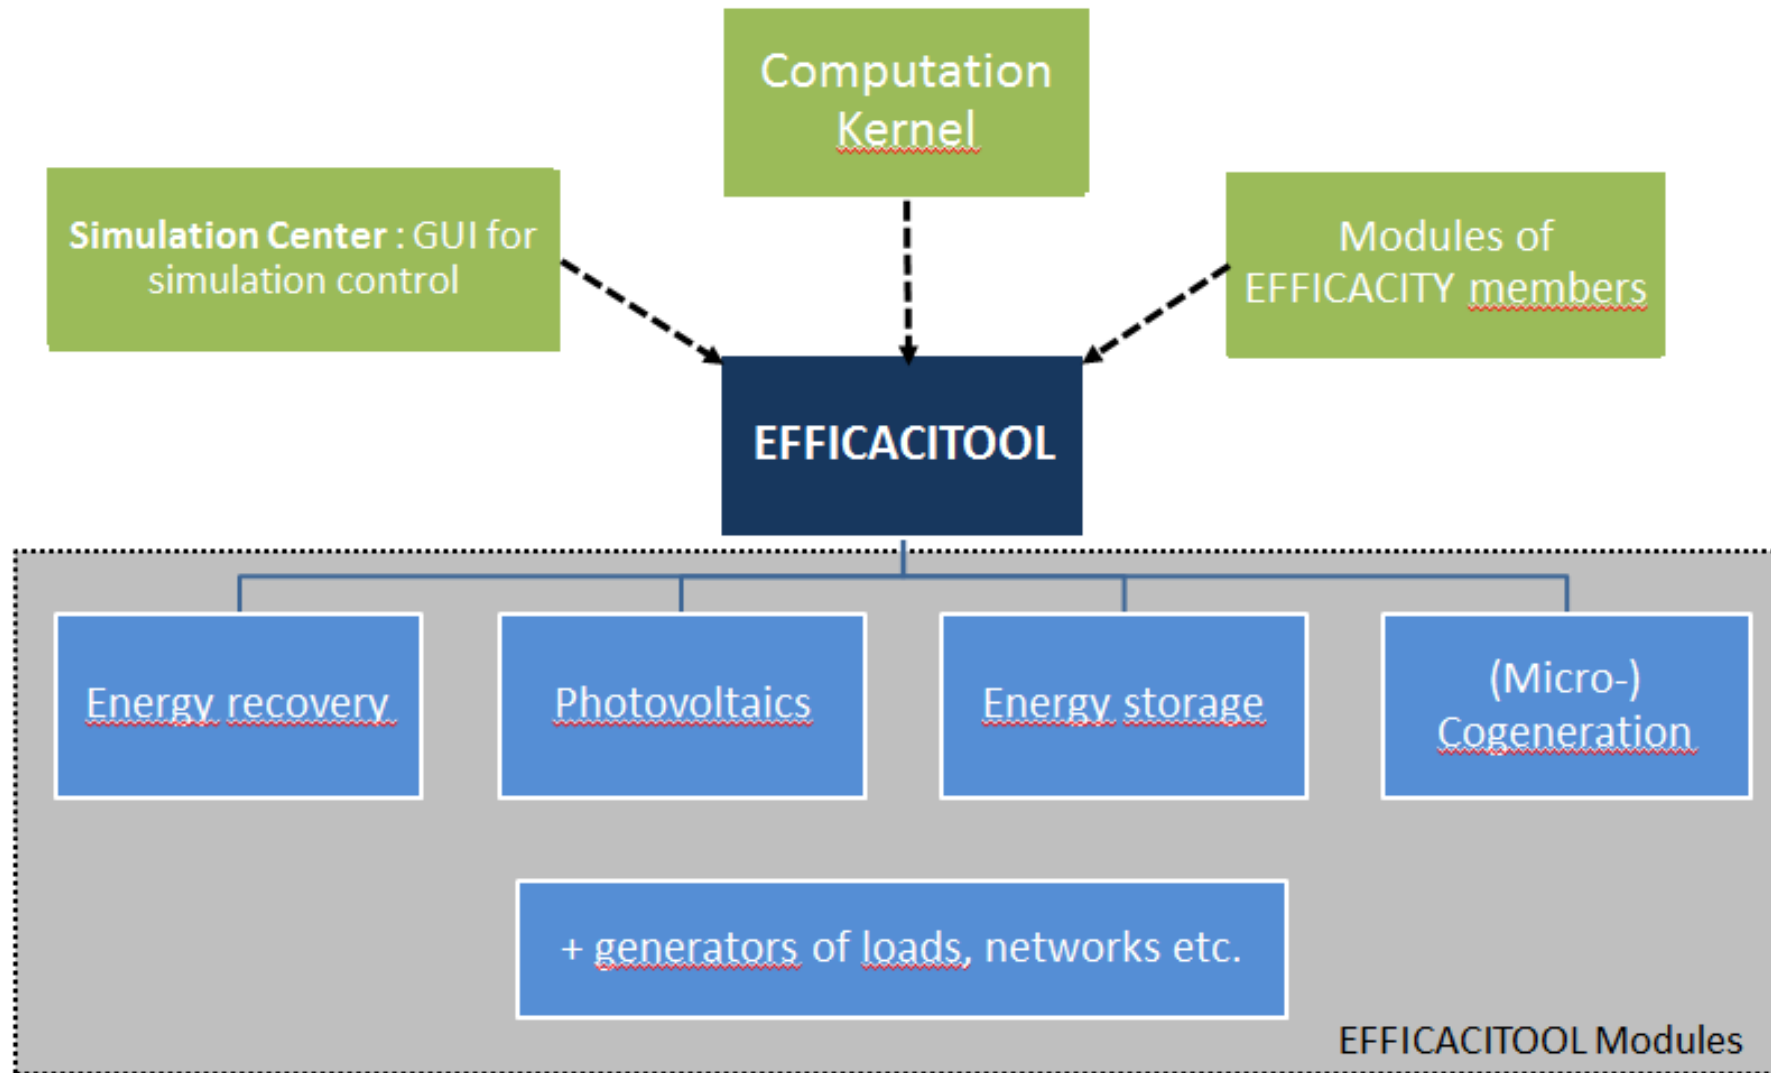 Computation
Kernel
Simulation Center : GUI for
simulation control
Modules of
EFFICACITY members
EFFICACITOOL
Energy recovery
Photovoltaics
Energy storage
(Micro-)
Cogeneration
+ generators of loads, networks etc.
EFFICACITOOL Modules